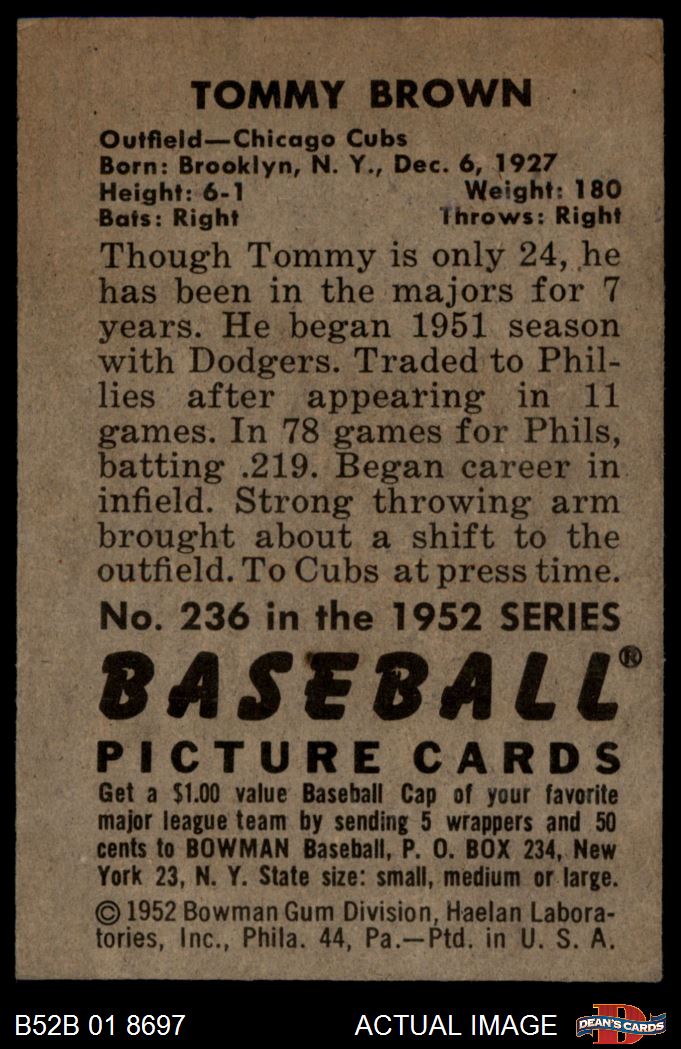 TOMMY BROWN
Outfield—Chicago Cubs
Born: Brooklyn, N. Y., Dec. 6, 1927
Height: 6-1 Weight: 180
Bats: Right Throws: Right
Though Tommy is only 24, he
has been in the majors for 7
years. He began 1951 season
with Dodgers. Traded to Phil-
lies after appearing in 11
games. In 78 games for Phils,
batting .219. Began career in
infield. Strong throwing arm
brought about a shift to the
outfield. To Cubs at press time.
No. 236 in the 1952 SERIES
BASEBALL®
PICTURE CARDS
Get a $1.00 value Baseball Cap of your favorite
major league team by sending 5 wrappers and 50
cents to BOWMAN Baseball, P. O. BOX 234, New
York 23, N. Y. State size: small, medium or large.
© 1952 Bowman Gum Division, Haelan Labora-
tories, Inc., Phila. 44, Pa.—Ptd. in U. S. A.
B52B 01 8697 ACTUAL IMAGE
D
DEAN'S CARDS